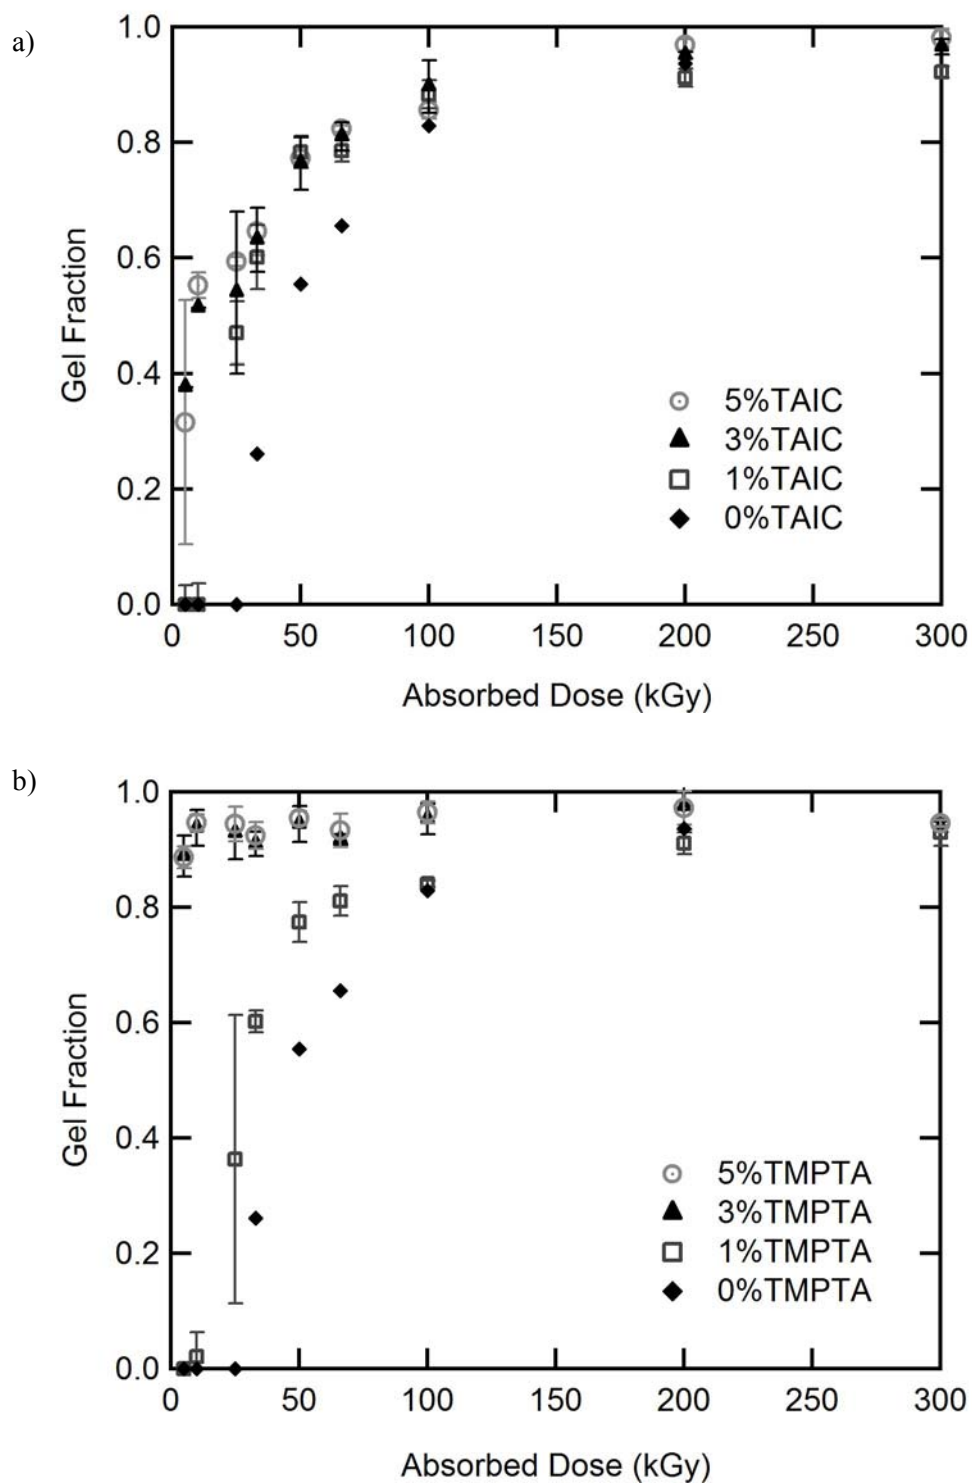 a)
1.0
0.8
0.6
0.4
0.2
0.0
Gel Fraction
5%TAIC
3%TAIC
1%TAIC
0%TAIC
0 50 100 150 200 250 300
Absorbed Dose (kGy)
b)
1.0
0.8
0.6
0.4
0.2
0.0
Gel Fraction
5%TMPTA
3%TMPTA
1%TMPTA
0%TMPTA
0 50 100 150 200 250 300
Absorbed Dose (kGy)